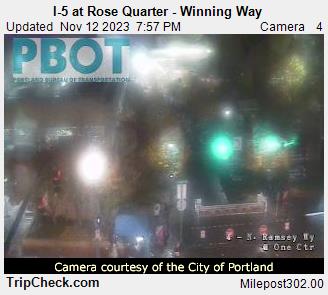 I-5 at Rose Quarter - Winning Way
Updated Nov 12 2023 7:57 PM Camera 4
PBOT
PORTLAND BUREAU OF TRANSPORTATION
4 - N. Ramsey Wy
@ One Ctr
Camera courtesy of the City of Portland
TripCheck.com Milepost302.00